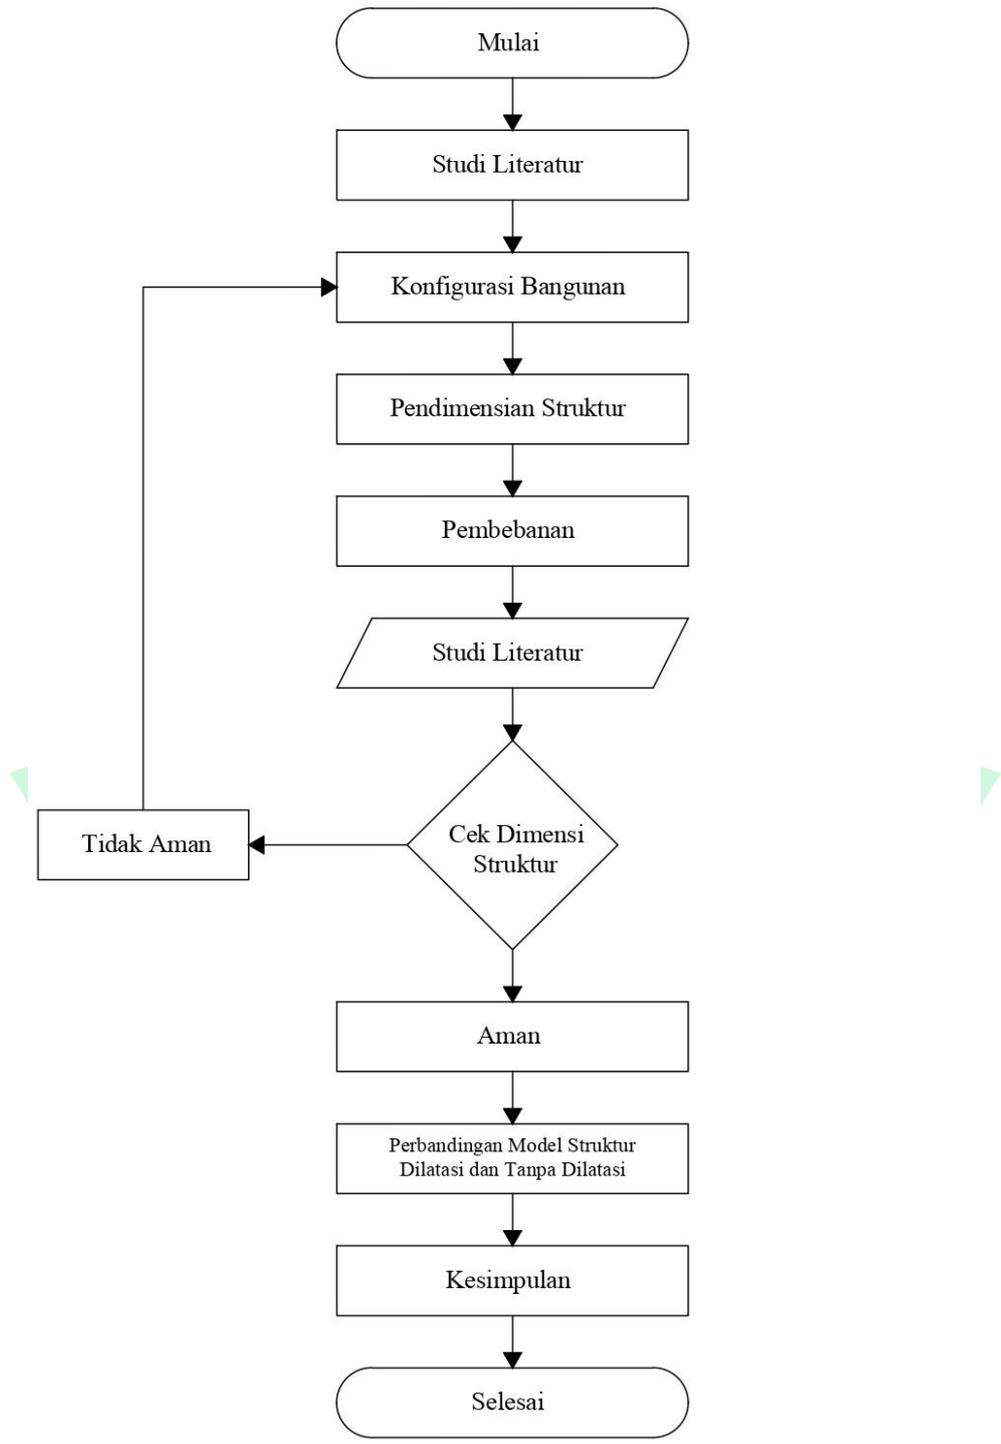 Mulai
Studi Literatur
Konfigurasi Bangunan
Pendimensian Struktur
Pembebanan
Studi Literatur
Cek Dimensi
Struktur
Tidak Aman
Aman
Perbandingan Model Struktur
Dilatasi dan Tanpa Dilatasi
Kesimpulan
Selesai